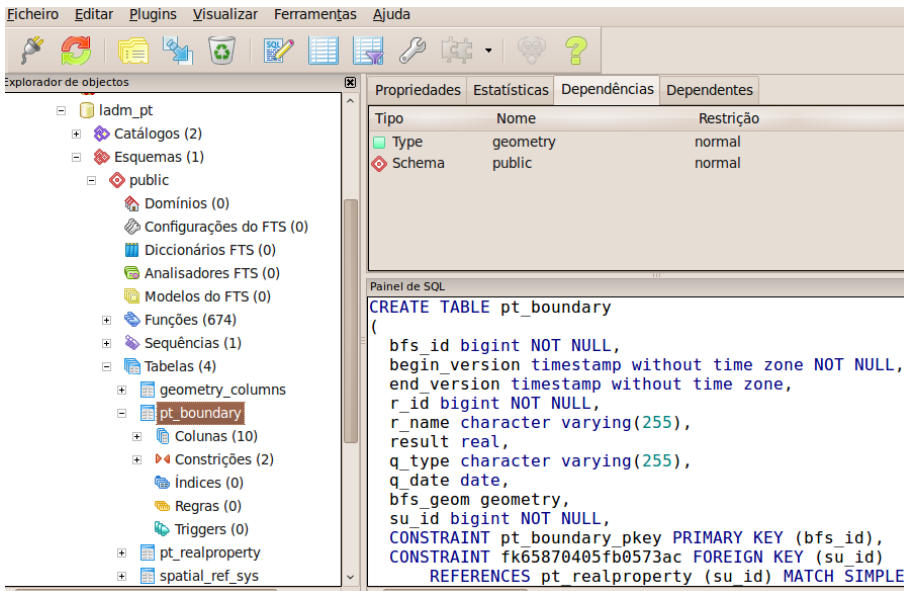 Ficheiro Editar Plugins Visualizar Ferramentas Ajuda
SQL
Explorador de objectos
ladm_pt
Catálogos (2)
Esquemas (1)
public
Domínios (0)
Configurações do FTS (0)
Diccionários FTS (0)
Analisadores FTS (0)
Modelos do FTS (0)
Funções (674)
Sequências (1)
Tabelas (4)
geometry_columns
pt_boundary
Colunas (10)
Constrições (2)
Índices (0)
Regras (0)
Triggers (0)
pt_realproperty
spatial_ref_sys
Propriedades Estatísticas Dependências Dependentes
Tipo Nome Restrição
Type geometry normal
Schema public normal
Painel de SQL
CREATE TABLE pt_boundary
(
bfs_id bigint NOT NULL,
begin_version timestamp without time zone NOT NULL,
end_version timestamp without time zone,
r_id bigint NOT NULL,
r_name character varying(255),
result real,
q_type character varying(255),
q_date date,
bfs_geom geometry,
su_id bigint NOT NULL,
CONSTRAINT pt_boundary_pkey PRIMARY KEY (bfs_id),
CONSTRAINT fk65870405fb0573ac FOREIGN KEY (su_id)
REFERENCES pt_realproperty (su_id) MATCH SIMPLE